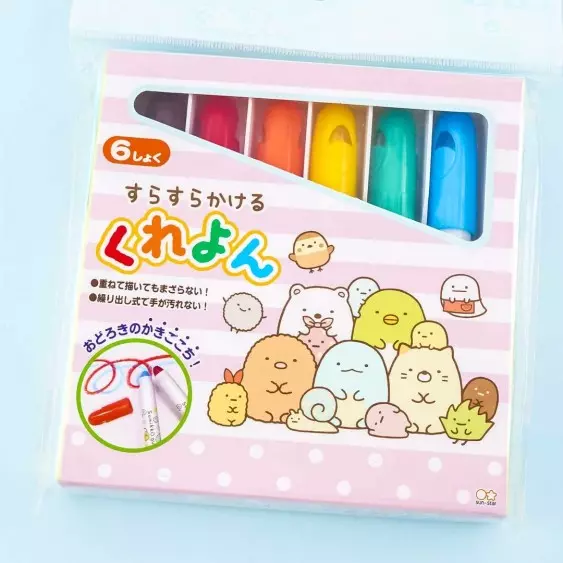 6しょく
すらすらかける
くれよん
●重ねて描いてもまざらない！
●繰り出し式で手が汚れない！
おどろきのかきごこち！
sun-star